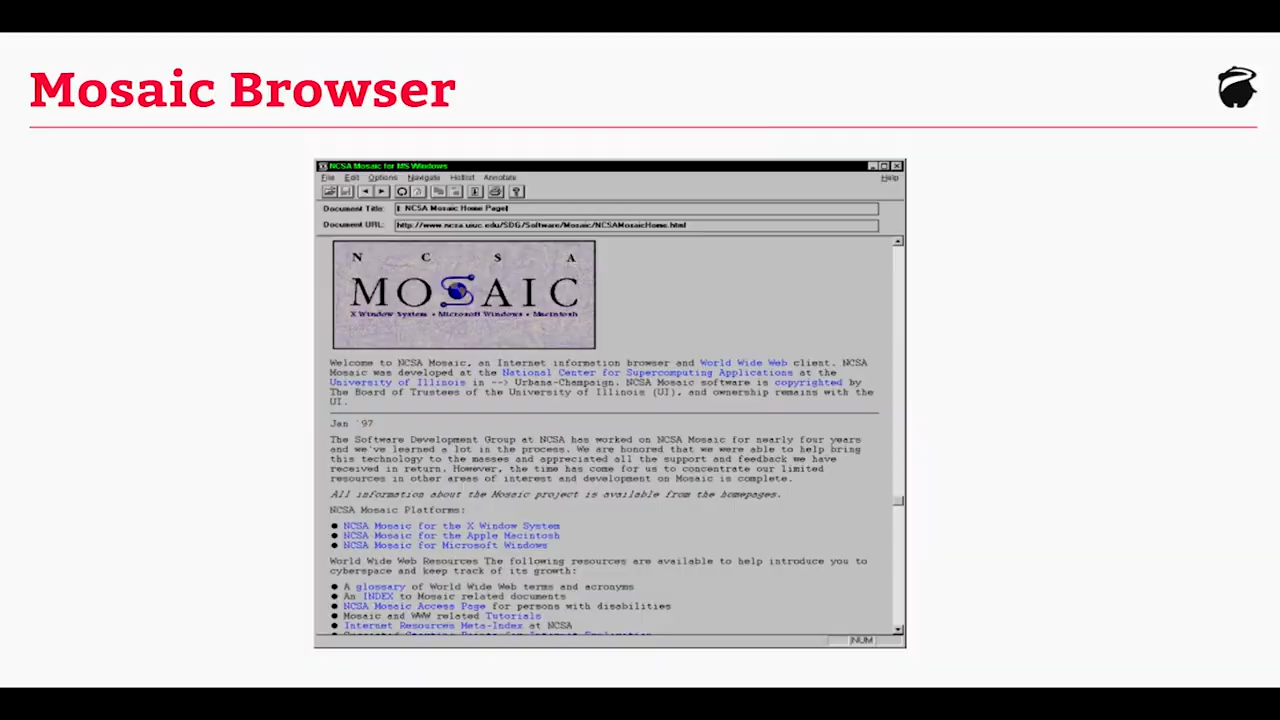 Mosaic Browser
NCSA Mosaic for MS Windows
File Edit Options Navigate Hotlist Annotate Help
Document Title: NCSA Mosaic Home Page
Document URL: http://www.ncsa.uiuc.edu/SDG/Software/Mosaic/NCSAMosaicHome.html
N C S A
MOSAIC
X Window System • Microsoft Windows • Macintosh
Welcome to NCSA Mosaic, an Internet information browser and World Wide Web client. NCSA
Mosaic was developed at the National Center for Supercomputing Applications at the
University of Illinois in --> Urbana-Champaign. NCSA Mosaic software is copyrighted by
The Board of Trustees of the University of Illinois (UI), and ownership remains with the
UI.
Jan '97
The Software Development Group at NCSA has worked on NCSA Mosaic for nearly four years
and we've learned a lot in the process. We are honored that we were able to help bring
this technology to the masses and appreciated all the support and feedback we have
received in return. However, the time has come for us to concentrate our limited
resources in other areas of interest and development on Mosaic is complete.
All information about the Mosaic project is available from the homepages.
NCSA Mosaic Platforms:
● NCSA Mosaic for the X Window System
● NCSA Mosaic for the Apple Macintosh
● NCSA Mosaic for Microsoft Windows
World Wide Web Resources The following resources are available to help introduce you to
cyberspace and keep track of its growth:
● A glossary of World Wide Web terms and acronyms
● An INDEX to Mosaic related documents
● NCSA Mosaic Access Page for persons with disabilities
● Mosaic and WWW related Tutorials
● Internet Resources Meta-Index at NCSA
NUM